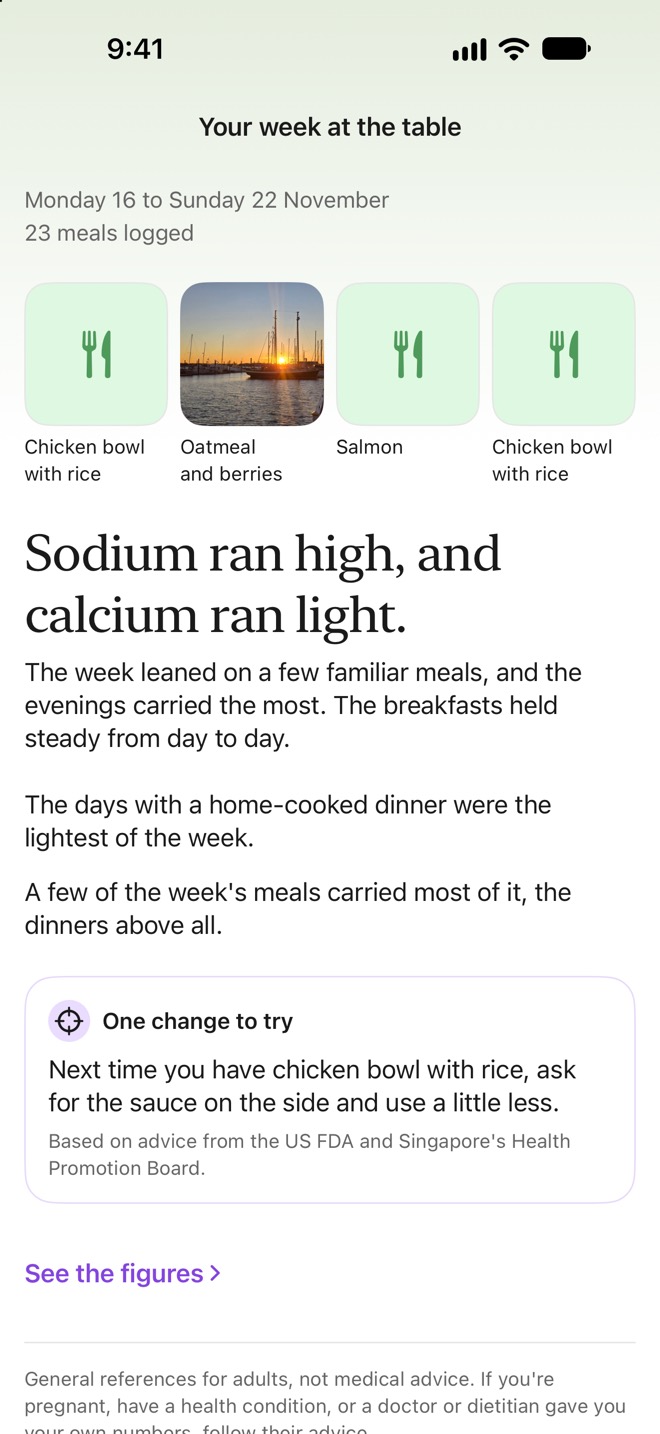 9:41
Your week at the table
Monday 16 to Sunday 22 November
23 meals logged
Chicken bowl
with rice
Oatmeal
and berries
Salmon
Chicken bowl
with rice
Sodium ran high, and
calcium ran light.
The week leaned on a few familiar meals, and the
evenings carried the most. The breakfasts held
steady from day to day.
The days with a home-cooked dinner were the
lightest of the week.
A few of the week's meals carried most of it, the
dinners above all.
One change to try
Next time you have chicken bowl with rice, ask
for the sauce on the side and use a little less.
Based on advice from the US FDA and Singapore's Health
Promotion Board.
See the figures
General references for adults, not medical advice. If you're
pregnant, have a health condition, or a doctor or dietitian gave you
your own numbers, follow their advice